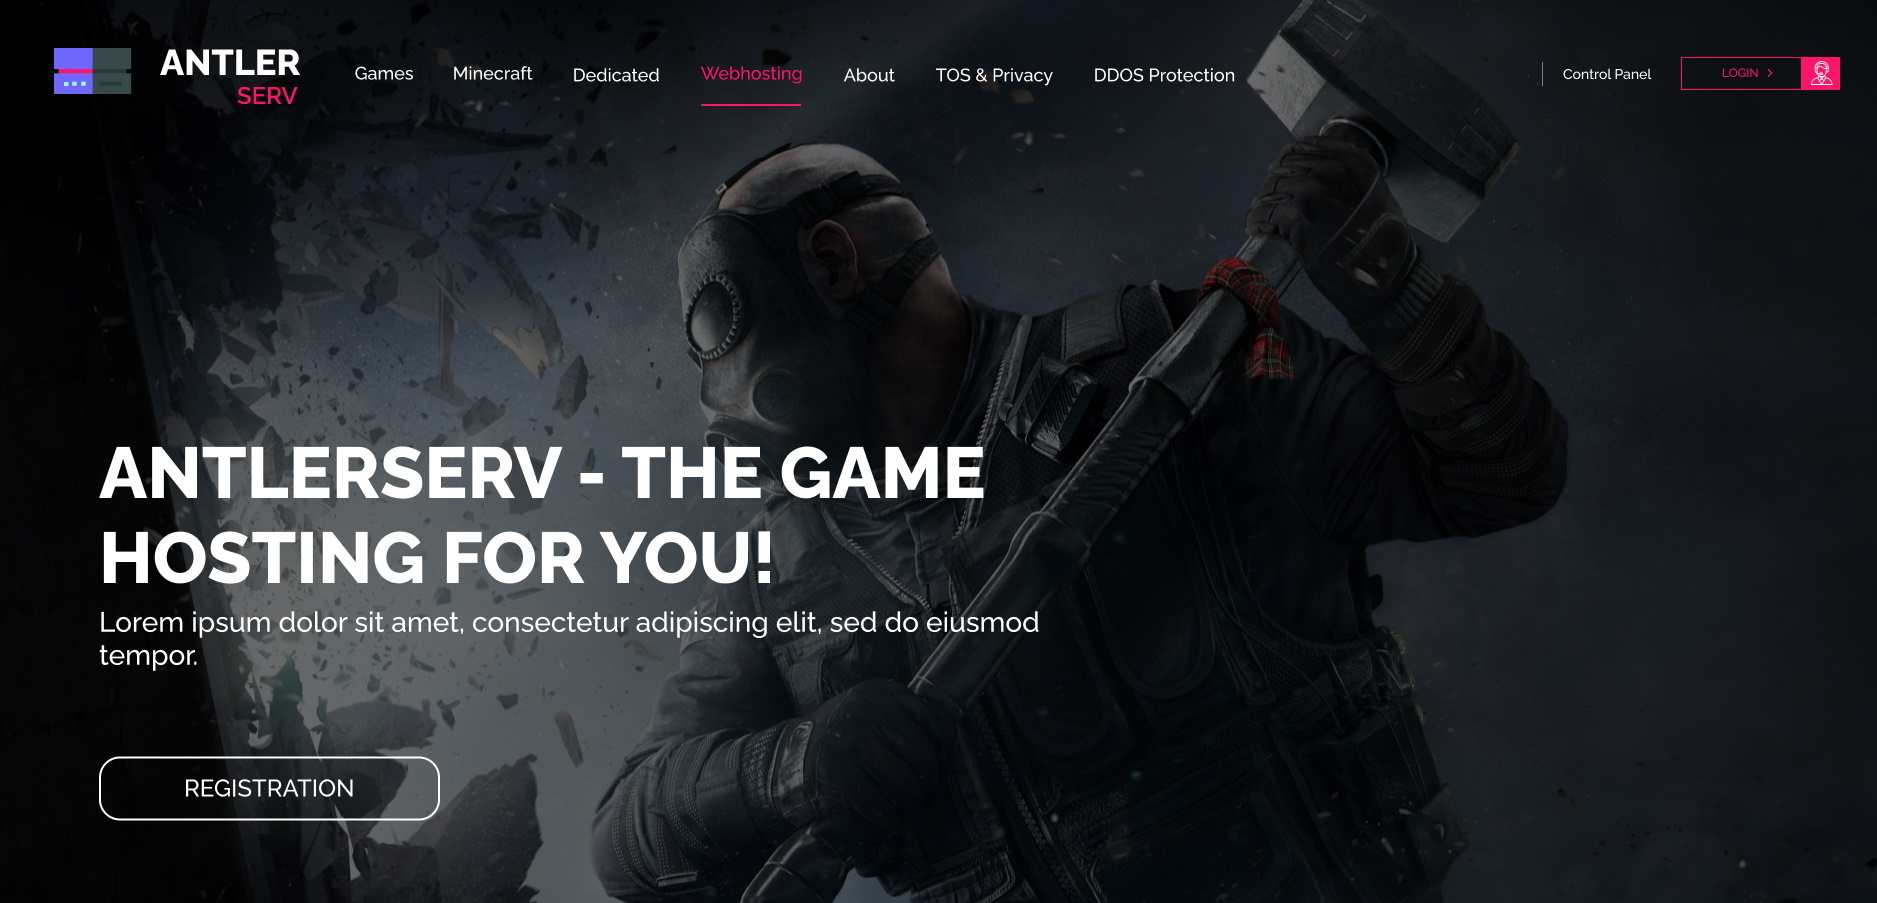 ANTLER
SERV
Games Minecraft Dedicated Webhosting About TOS & Privacy DDOS Protection
Control Panel
LOGIN
ANTLERSERV - THE GAME
HOSTING FOR YOU!
Lorem ipsum dolor sit amet, consectetur adipiscing elit, sed do eiusmod
tempor.
REGISTRATION